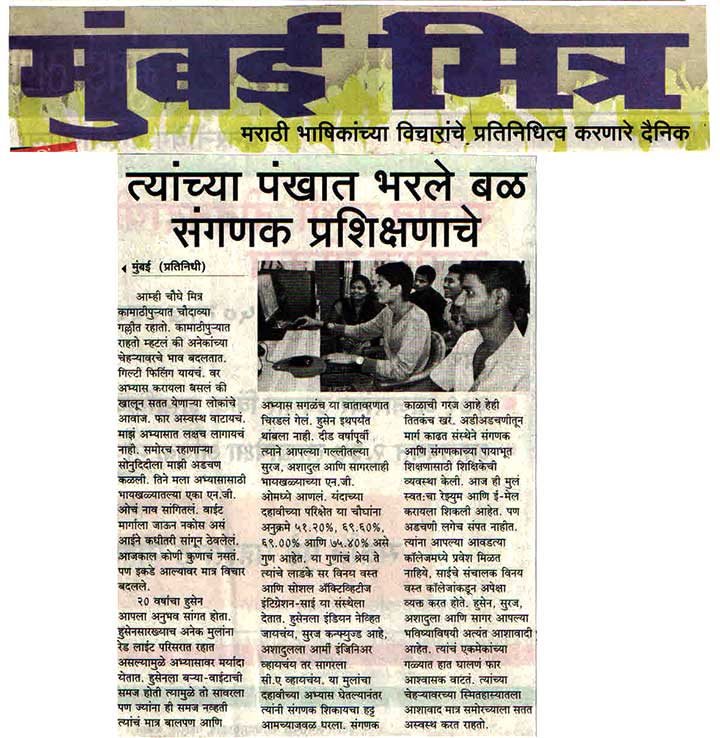 मुंबई मित्र
मराठी भाषिकांच्या विचारांचे प्रतिनिधित्व करणारे दैनिक
त्यांच्या पंखात भरले बळ
संगणक प्रशिक्षणाचे
मुंबई (प्रतिनिधी)
आम्ही चौघे मित्र
कामाठीपुऱ्यात चौदाव्या
गल्लीत रहातो. कामाठीपुऱ्यात
राहतो म्हटलं की अनेकांच्या
चेहऱ्यावरचे भाव बदलतात.
गिल्टी फिलिंग यायचं. वर
अभ्यास करायला बसलं की
खालून सतत येणाऱ्या लोकांचे
आवाज. फार अस्वस्थ वाटायचं.
माझं अभ्यासात लक्षच लागायचं
नाही. समोरच रहाणाऱ्या
सोनुदिदीला माझी अडचण
कळली. तिने मला अभ्यासासाठी
भायखळ्यातल्या एका एन.जी.
ओचं नाव सांगितलं. वाईट
मार्गाला जाऊन नकोस असं
आईने कधीतरी सांगून ठेवलेलं.
आजकाल कोणी कुणाचं नसतं.
पण इकडे आल्यावर मात्र विचार
बदलले.
२० वर्षाचा हुसेन
आपला अनुभव सांगत होता.
हुसेनसारख्याच अनेक मुलांना
रेड लाईट परिसरात रहात
असल्यामुळे अभ्यासावर मर्यादा
येतात. हुसेनला बऱ्या-वाईटाची
समज होती त्यामुळे तो सावरला
पण ज्यांना ही समज नव्हती
त्यांचं मात्र बालपण आणि
अभ्यास सगळंच या वातावरणात
चिरडलं गेलं. हुसेन इथपर्यंत
थांबला नाही. दीड वर्षापूर्वी
त्याने आपल्या गल्लीतल्या
सुरज, अशादुल आणि सागरलाही
भायखळ्याच्या एन.जी.
ओमध्ये आणलं. यंदाच्या
दहावीच्या परिक्षेत या चौघांना
अनुक्रमे ५१.२०%, ६९.६०%,
६९.००% आणि ७५.४०% असे
गुण आहेत. या गुणांचं श्रेय ते
त्यांचे लाडके सर विनय वस्त
आणि सोशल अॅक्टिव्हिटीज
इंटिग्रेशन-साई या संस्थेला
देतात. हुसेनला इंडियन नेव्हित
जायचंय, सुरज कन्फ्युज्ड आहे,
अशादुलला आर्मी इंजिनिअर
व्हायचंय तर सागरला
सी.ए व्हायचंय. या मुलांचा
दहावीच्या अभ्यास घेतल्यानंतर
त्यांनी संगणक शिकायचा हट्ट
आमच्याजवळ धरला. संगणक
काळाची गरज आहे हेही
तितकंच खरं. अडीअडचणीतून
मार्ग काढत संस्थेने संगणक
आणि संगणकाच्या पायाभूत
शिक्षणासाठी शिक्षिकेची
व्यवस्था केली. आज ही मुलं
स्वत:चा रेझ्युम आणि ई-मेल
करायला शिकली आहेत. पण
अडचणी लगेच संपत नाहीत.
त्यांना आपल्या आवडत्या
कॉलेजमध्ये प्रवेश मिळत
नाहिये, साईचे संचालक विनय
वस्त कॉलेजांकडून अपेक्षा
व्यक्त करत होते. हुसेन, सुरज,
अशादुला आणि सागर आपल्या
भविष्याविषयी अत्यंत आशावादी
आहेत. त्यांचं एकमेकांच्या
गळ्यात हात घालणं फार
आश्वासक वाटतं. त्यांच्या
चेहऱ्यावरच्या स्मितहास्यातला
आशावाद मात्र समोरच्याला सतत
अस्वस्थ करत राहतो.